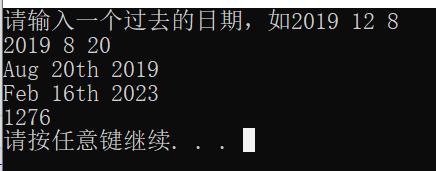 请输入一个过去的日期，如2019 12 8
2019 8 20
Aug 20th 2019
Feb 16th 2023
1276
请按任意键继续. . .